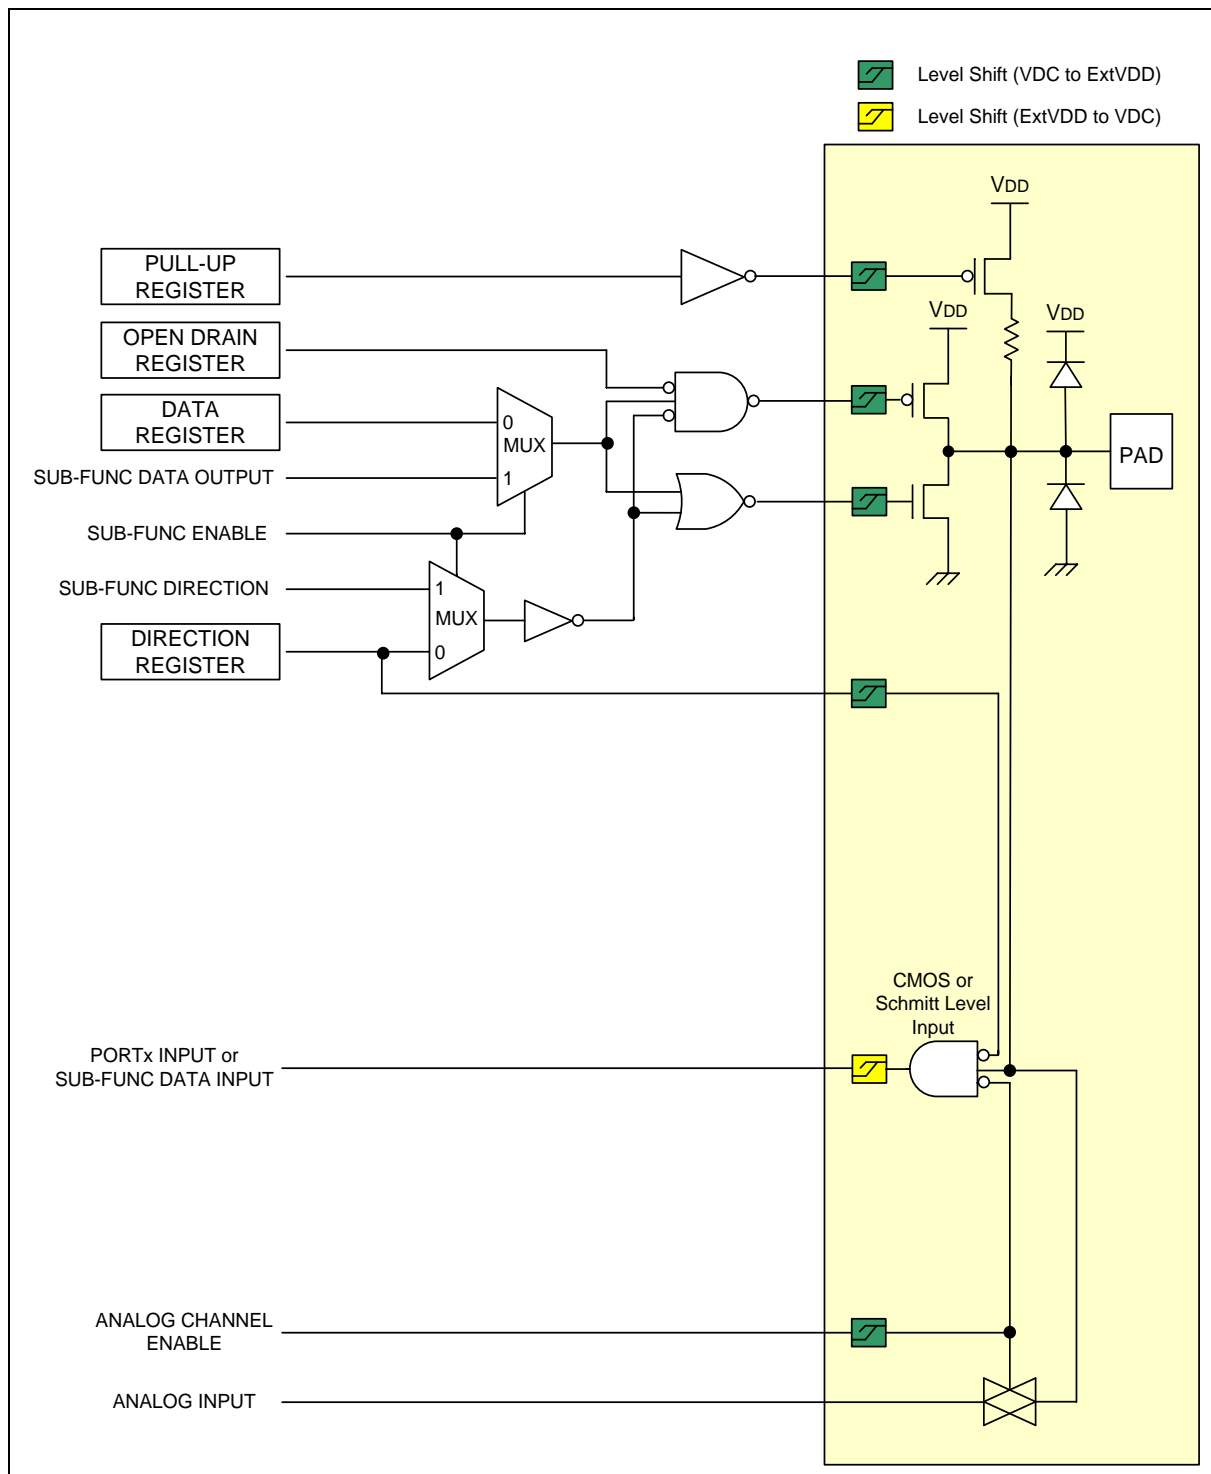 Level Shift (VDC to ExtVDD)
Level Shift (ExtVDD to VDC)
VDD
PULL-UP
REGISTER
VDD
VDD
OPEN DRAIN
REGISTER
DATA
REGISTER
0
MUX
1
PAD
SUB-FUNC DATA OUTPUT
SUB-FUNC ENABLE
SUB-FUNC DIRECTION
1
MUX
0
DIRECTION
REGISTER
CMOS or
Schmitt Level
Input
PORTx INPUT or
SUB-FUNC DATA INPUT
ANALOG CHANNEL
ENABLE
ANALOG INPUT